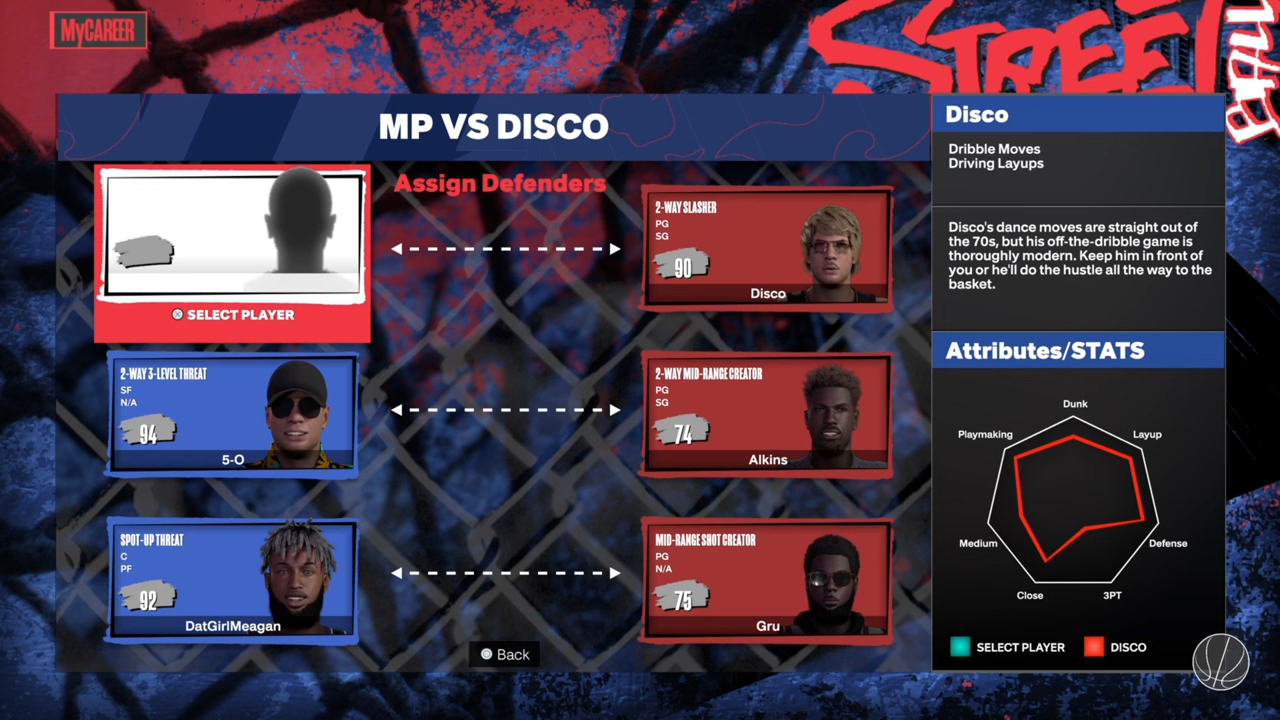 MyCAREER
STREET
BALL
MP VS DISCO
Assign Defenders
SELECT PLAYER
2-WAY SLASHER
PG
SG
90
Disco
2-WAY 3-LEVEL THREAT
SF
N/A
94
5-O
2-WAY MID-RANGE CREATOR
PG
SG
74
Alkins
SPOT-UP THREAT
C
PF
92
DatGirlMeagan
MID-RANGE SHOT CREATOR
PG
N/A
75
Gru
Back
Disco
Dribble Moves
Driving Layups
Disco's dance moves are straight out of
the 70s, but his off-the-dribble game is
thoroughly modern. Keep him in front of
you or he'll do the hustle all the way to the
basket.
Attributes/STATS
Dunk
Playmaking
Layup
Medium
Defense
Close
3PT
SELECT PLAYER
DISCO